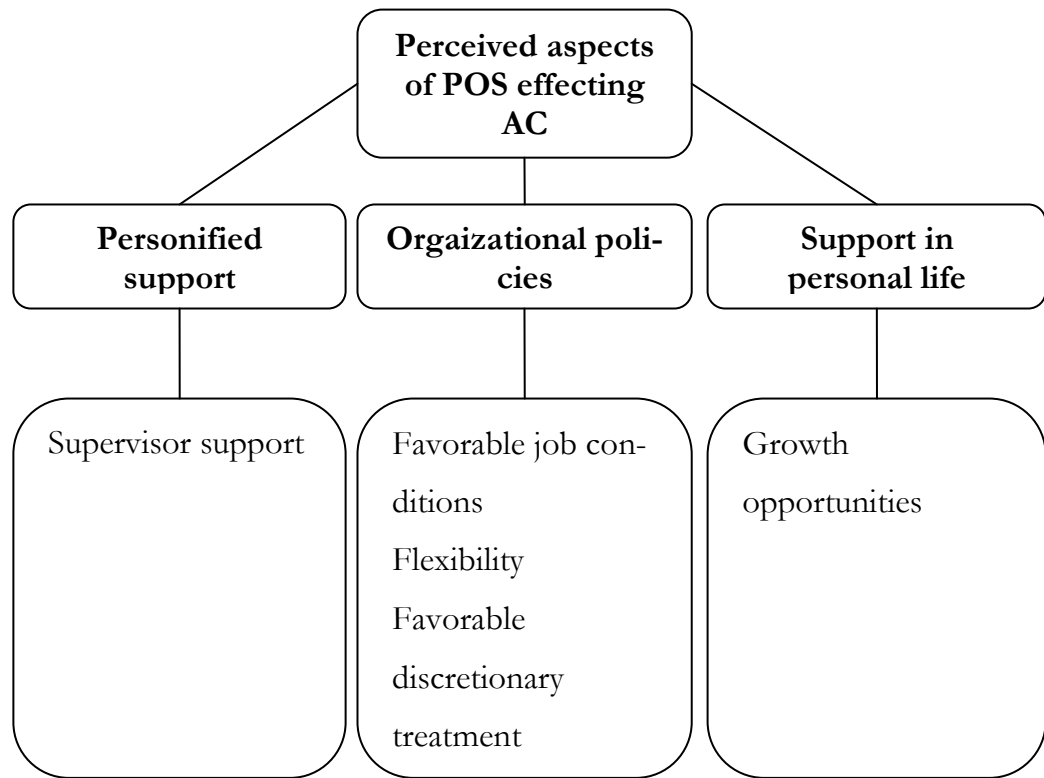 Perceived aspects
of POS effecting
AC
Personified
support
Orgaizational poli-
cies
Support in
personal life
Supervisor support
Favorable job con-
ditions
Flexibility
Favorable
discretionary
treatment
Growth
opportunities